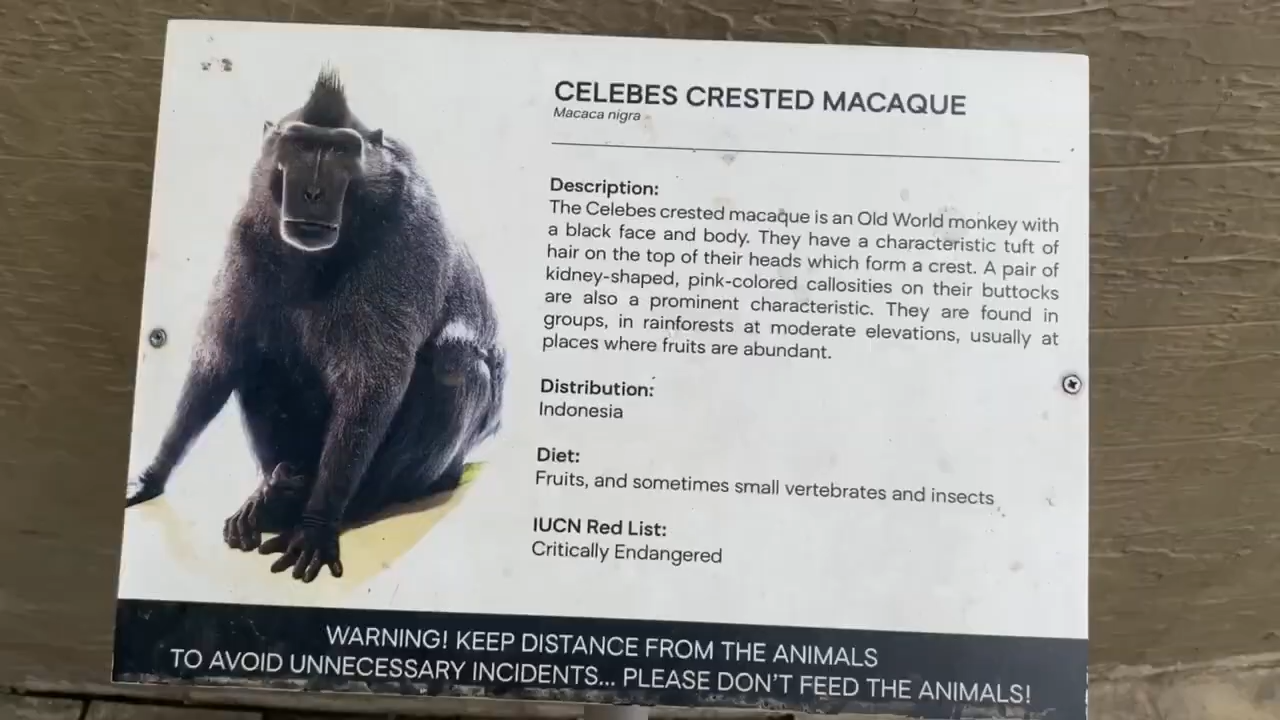 CELEBES CRESTED MACAQUE
Macaca nigra
Description:
The Celebes crested macaque is an Old World monkey with
a black face and body. They have a characteristic tuft of
hair on the top of their heads which form a crest. A pair of
kidney-shaped, pink-colored callosities on their buttocks
are also a prominent characteristic. They are found in
groups, in rainforests at moderate elevations, usually at
places where fruits are abundant.
Distribution:
Indonesia
Diet:
Fruits, and sometimes small vertebrates and insects
IUCN Red List:
Critically Endangered
WARNING! KEEP DISTANCE FROM THE ANIMALS
TO AVOID UNNECESSARY INCIDENTS... PLEASE DON'T FEED THE ANIMALS!